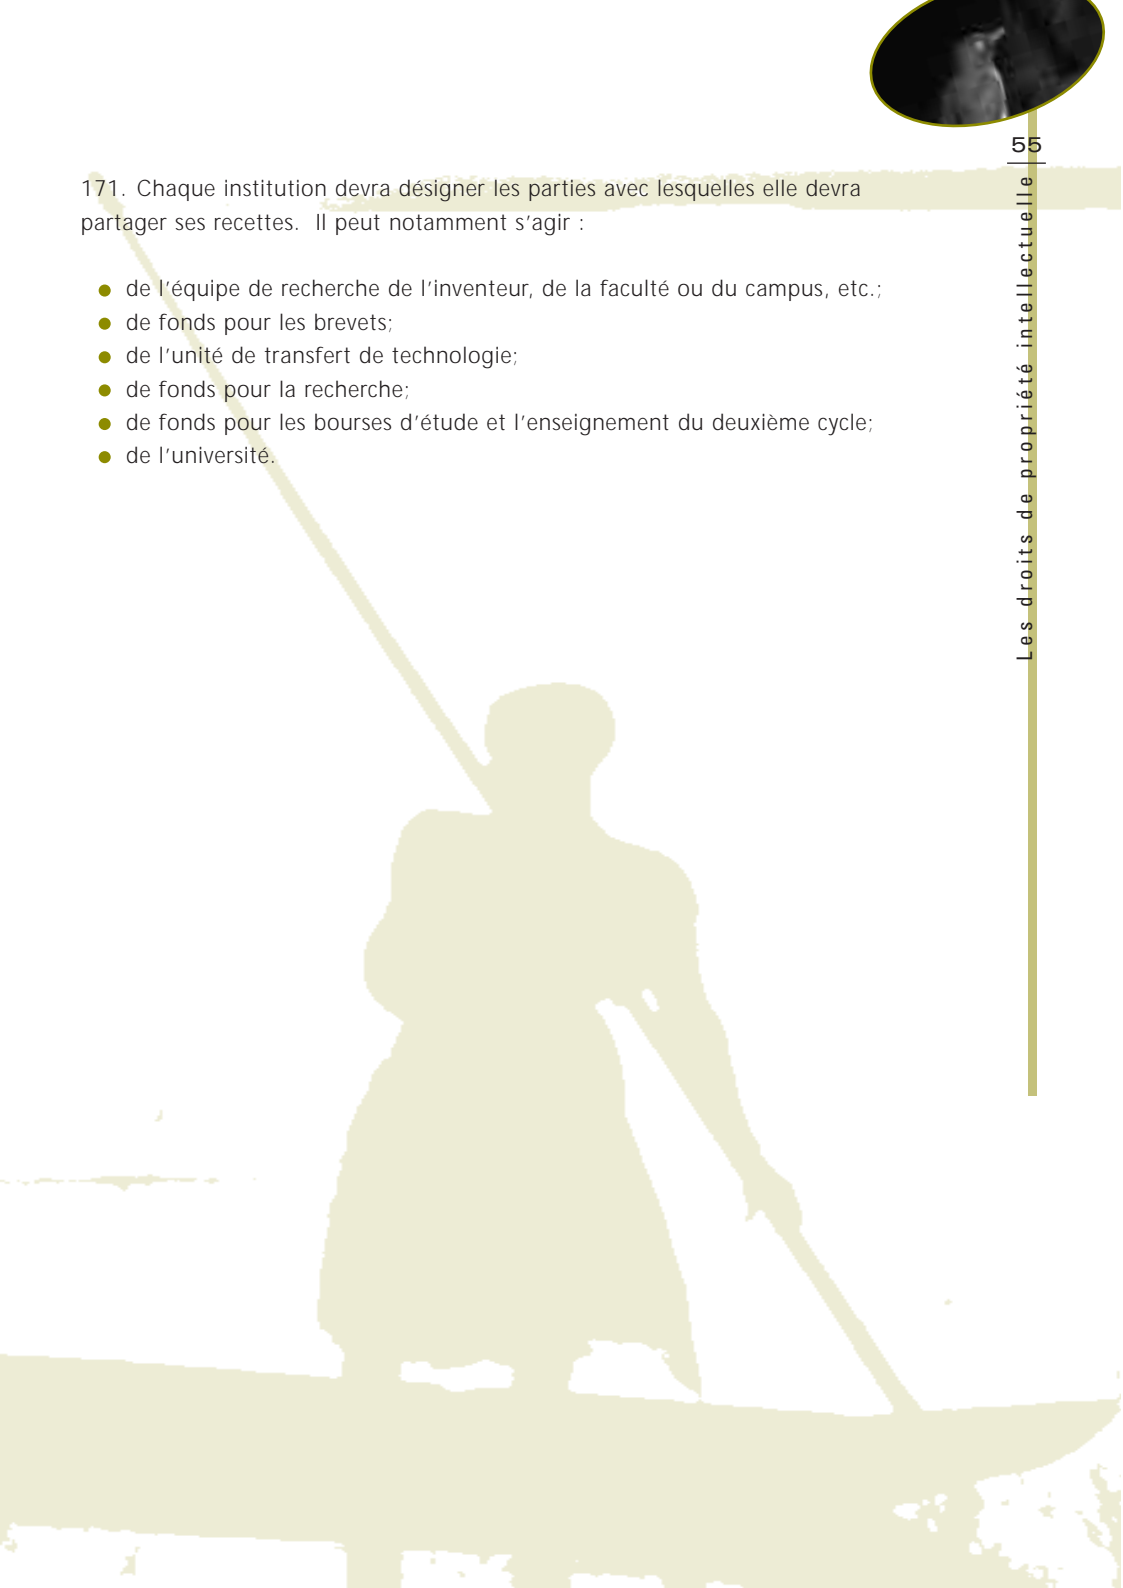 55
Les droits de propriété intellectuelle
171. Chaque institution devra désigner les parties avec lesquelles elle devra
partager ses recettes. Il peut notamment s'agir :
● de l'équipe de recherche de l'inventeur, de la faculté ou du campus, etc.;
● de fonds pour les brevets;
● de l'unité de transfert de technologie;
● de fonds pour la recherche;
● de fonds pour les bourses d'étude et l'enseignement du deuxième cycle;
● de l'université.